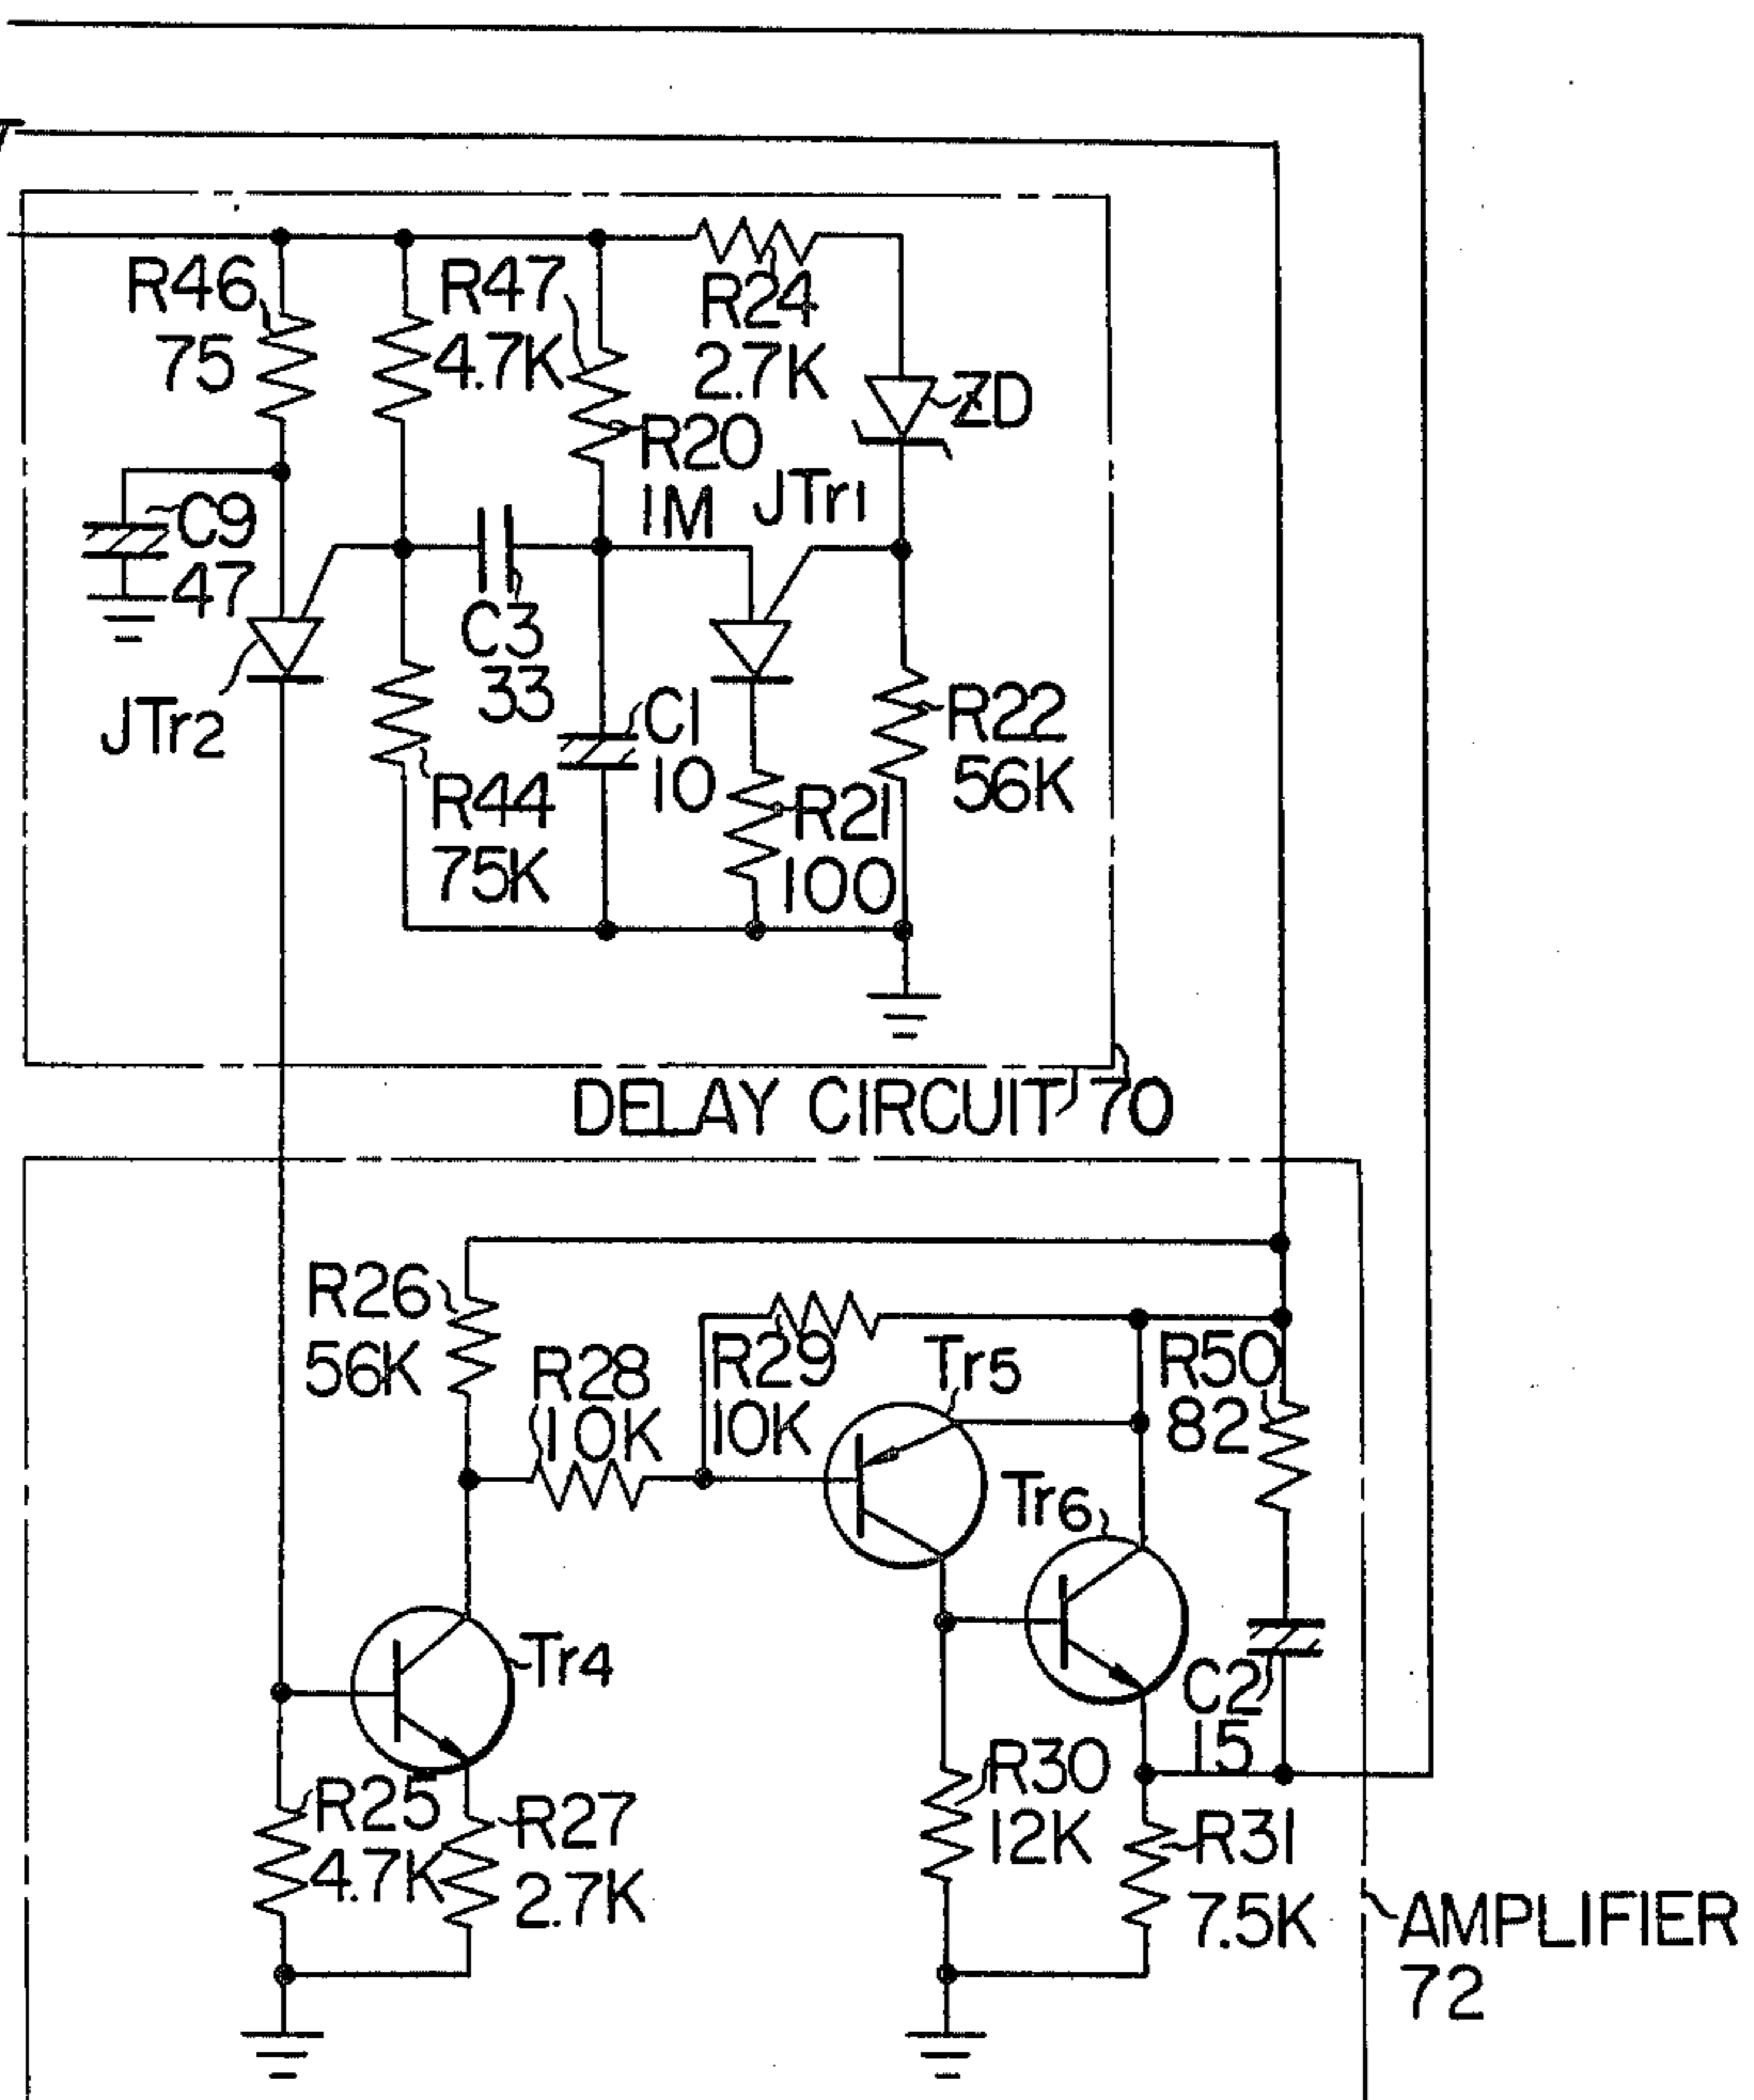 R46
75
R47
4.7K
R24
2.7K
ZD
R20
1M
JTr1
C9
47
C3
33
JTr2
C1
10
R22
56K
R44
75K
R21
100
DELAY CIRCUIT 70
R26
56K
R28
10K
R29
10K
Tr5
R50
82
Tr6
Tr4
C2
15
R25
4.7K
R27
2.7K
R30
12K
R31
7.5K
AMPLIFIER
72